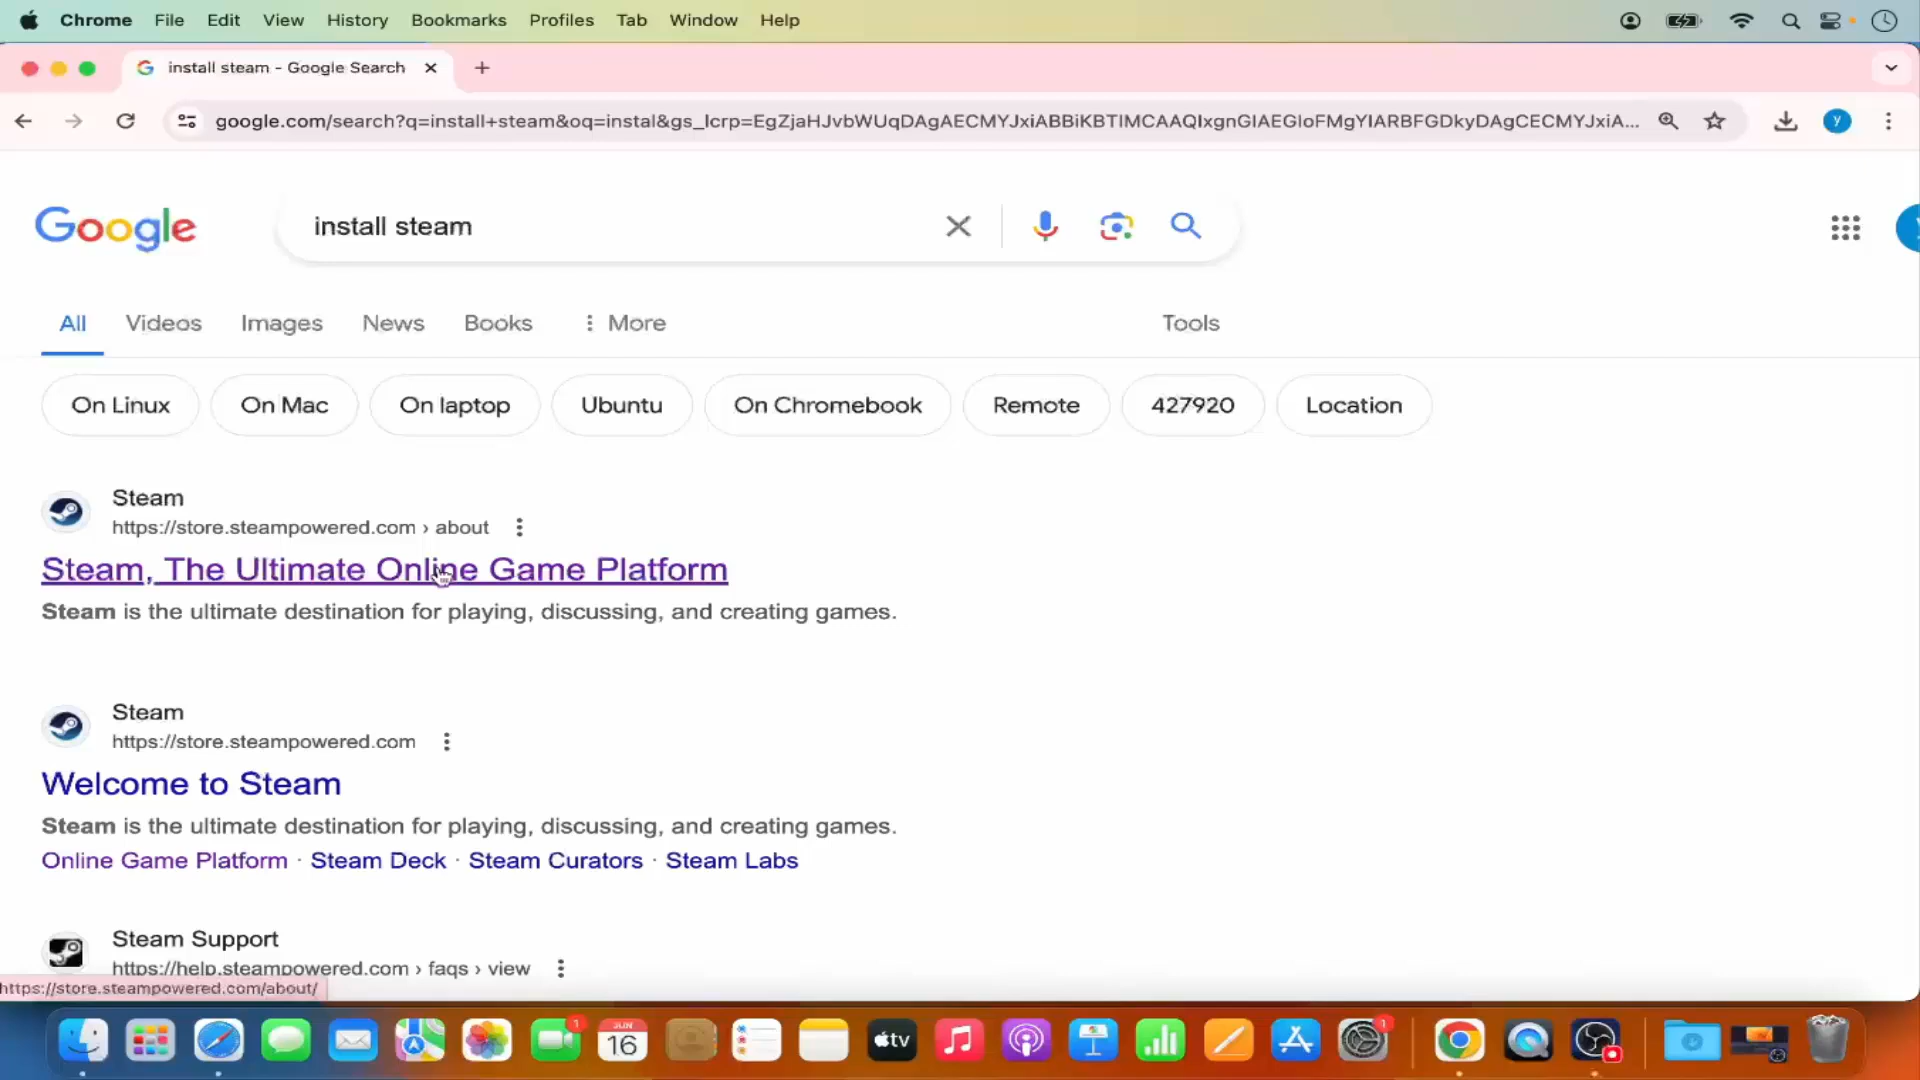 Chrome File Edit View History Bookmarks Profiles Tab Window Help
install steam - Google Search
google.com/search?q=install+steam&oq=instal&gs_lcrp=EgZjaHJvbWUqDAgAECMYJxiABBiKBTIMCAAQIxgnGIAEGIoFMgYIARBFGDkyDAgCECMYJxiA...
y
Google
install steam
All Videos Images News Books More Tools
On Linux On Mac On laptop Ubuntu On Chromebook Remote 427920 Location
Steam
https://store.steampowered.com › about
Steam, The Ultimate Online Game Platform
Steam is the ultimate destination for playing, discussing, and creating games.
Steam
https://store.steampowered.com
Welcome to Steam
Steam is the ultimate destination for playing, discussing, and creating games.
Online Game Platform · Steam Deck · Steam Curators · Steam Labs
Steam Support
https://help.steampowered.com › faqs › view
https://store.steampowered.com/about/
1
JUN
16
tv
1